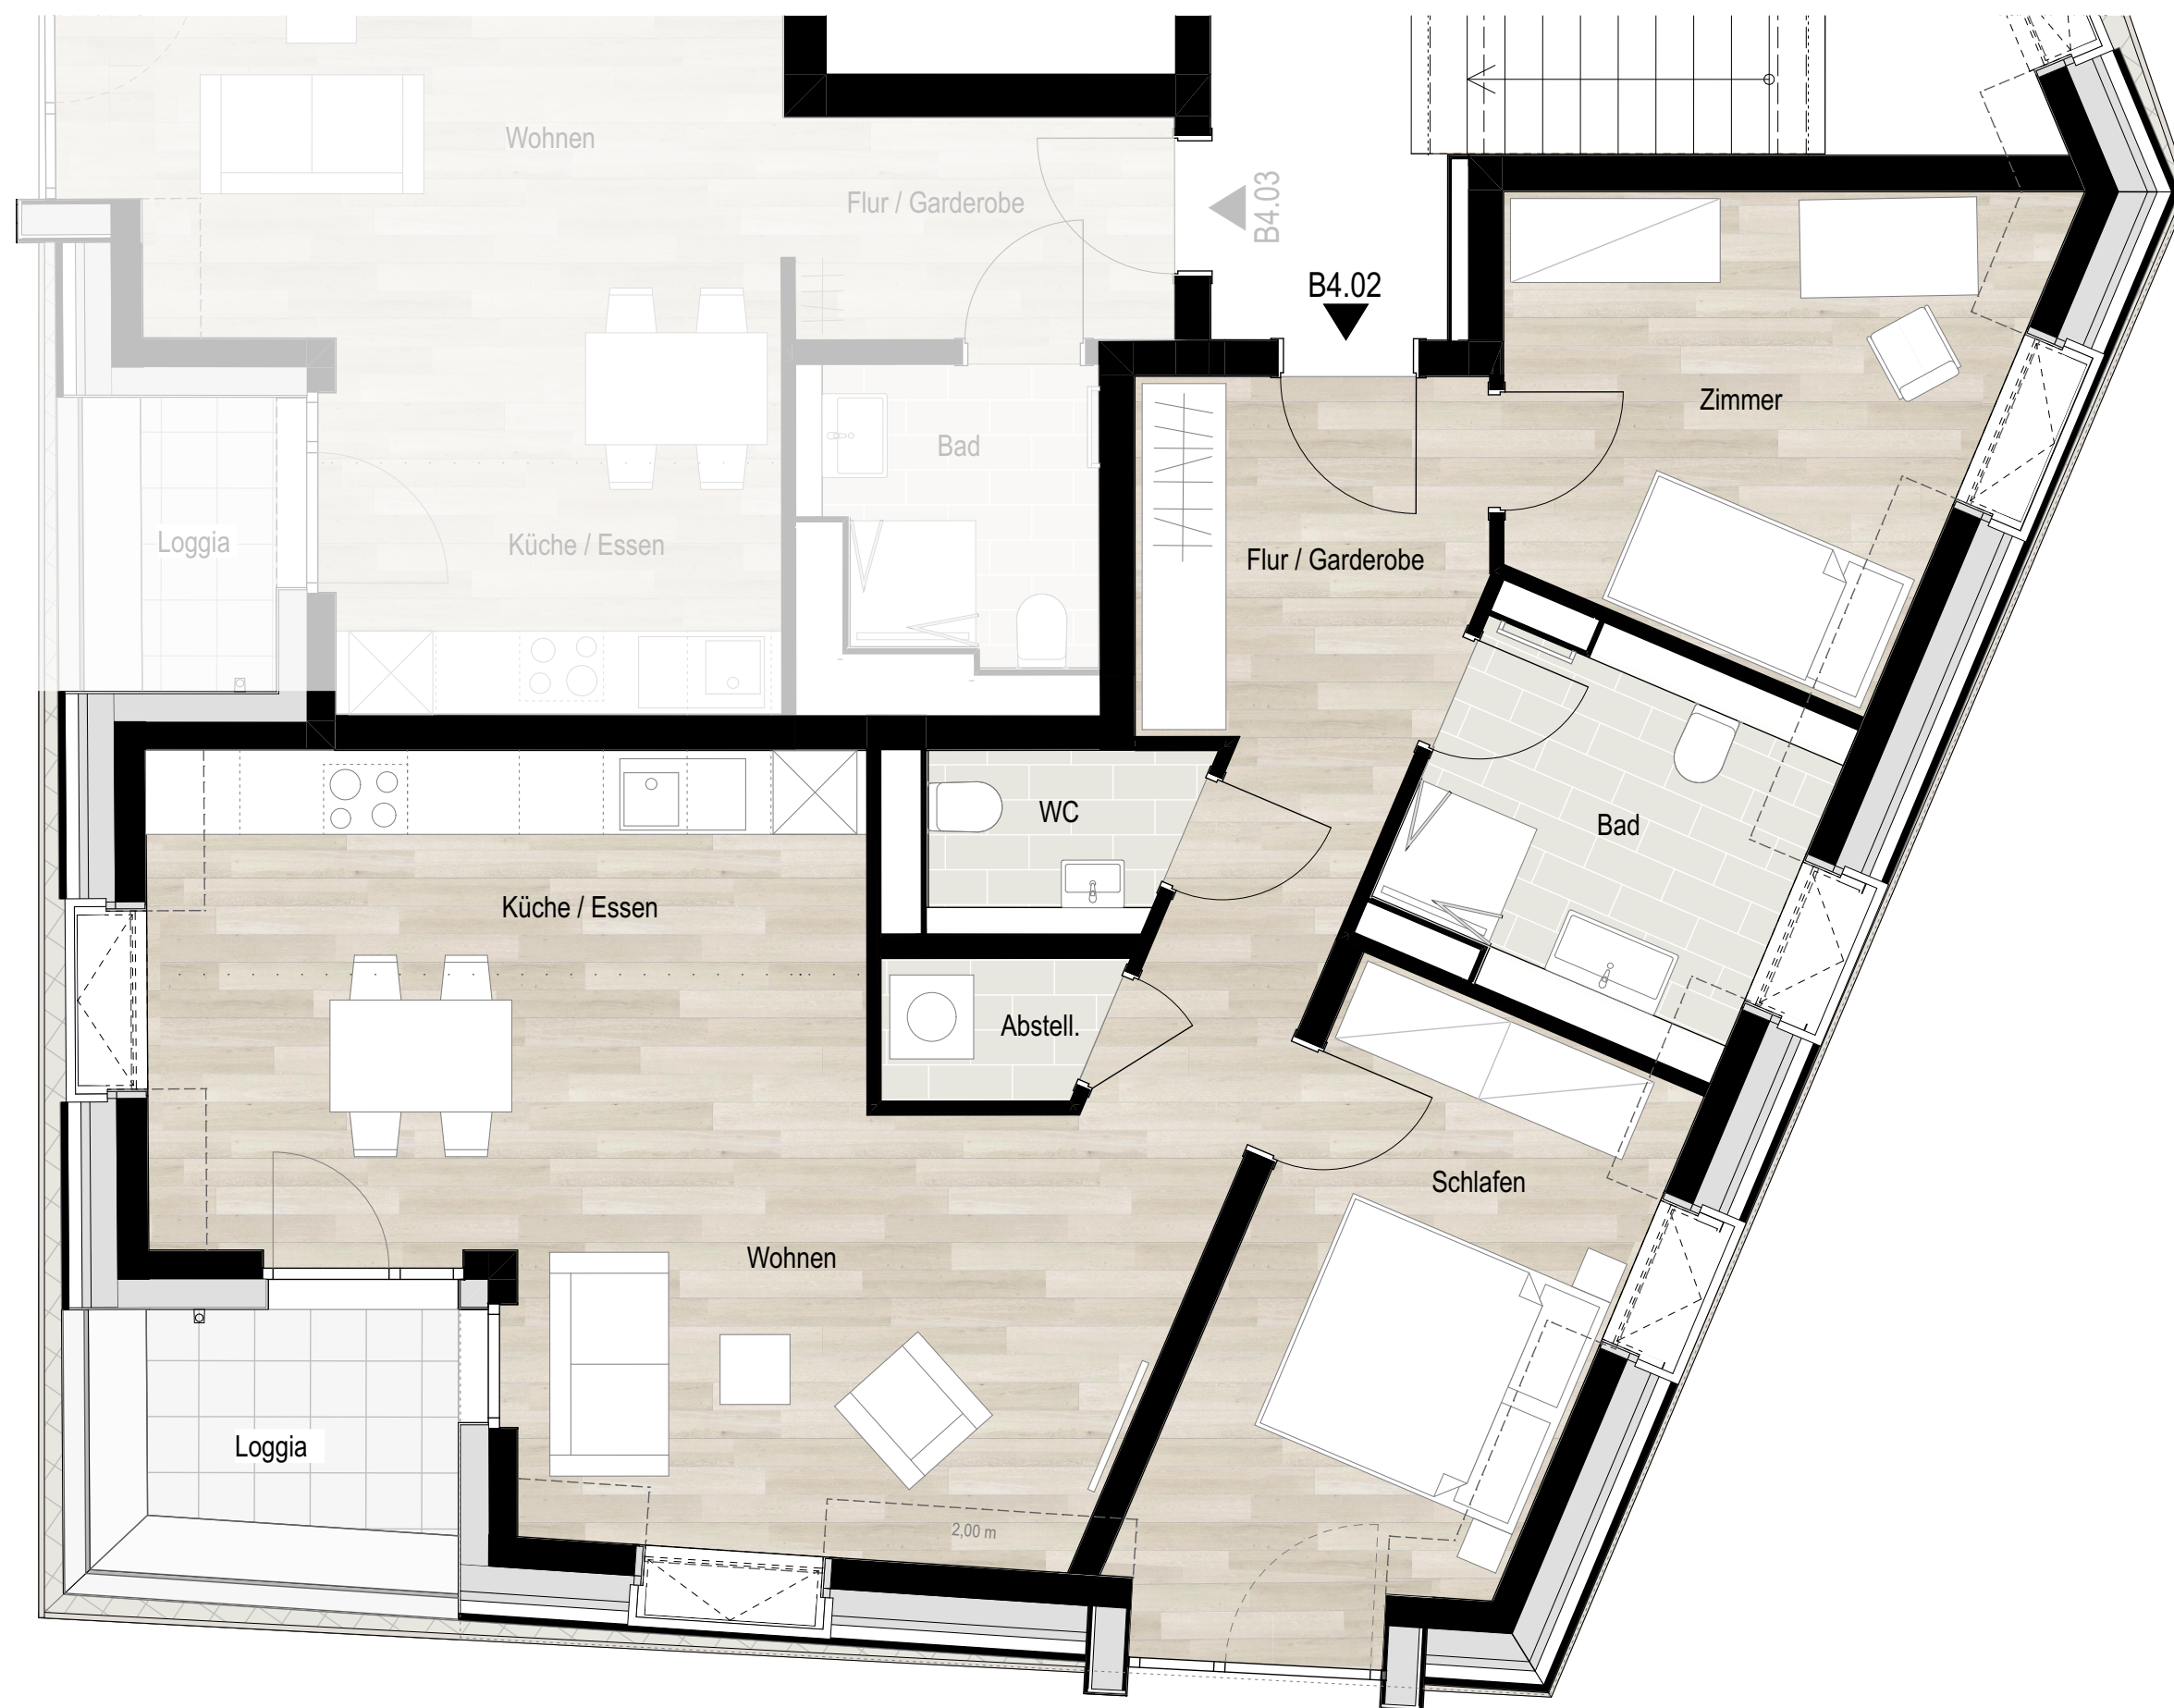 Wohnen
Flur / Garderobe
B4.03
B4.02
Zimmer
Bad
Loggia
Küche / Essen
Flur / Garderobe
WC
Bad
Küche / Essen
Abstell.
Schlafen
Wohnen
Loggia
2,00 m